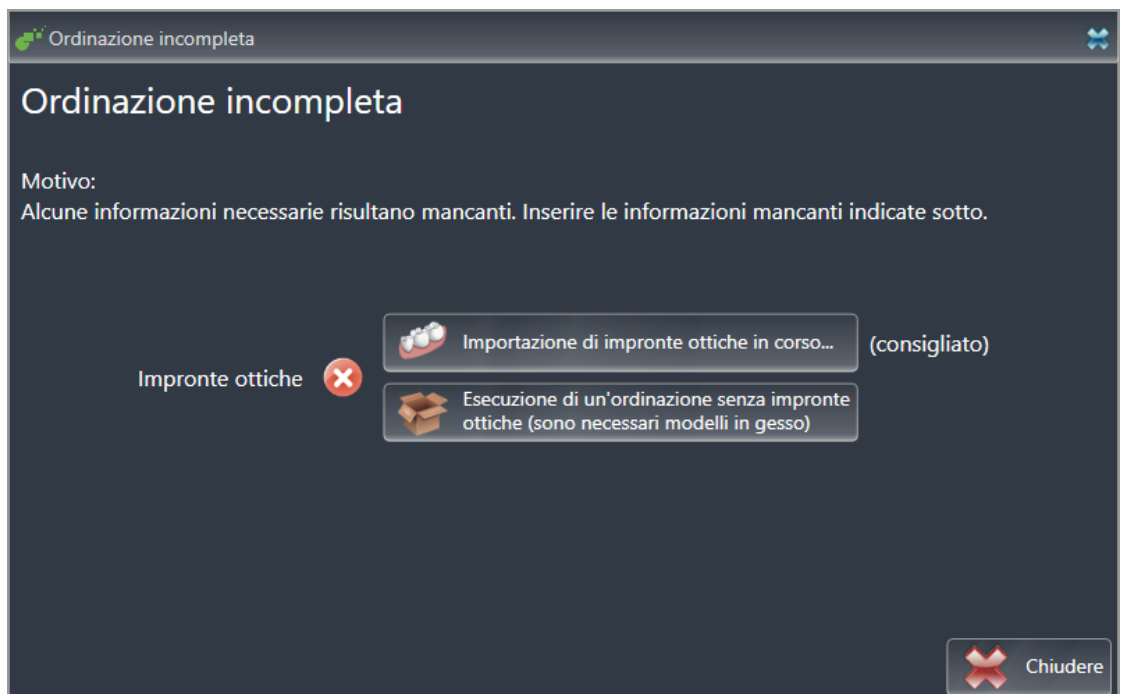 Ordinazione incompleta
Ordinazione incompleta
Motivo:
Alcune informazioni necessarie risultano mancanti. Inserire le informazioni mancanti indicate sotto.
Importazione di impronte ottiche in corso... (consigliato)
Impronte ottiche
Esecuzione di un'ordinazione senza impronte
ottiche (sono necessari modelli in gesso)
Chiudere